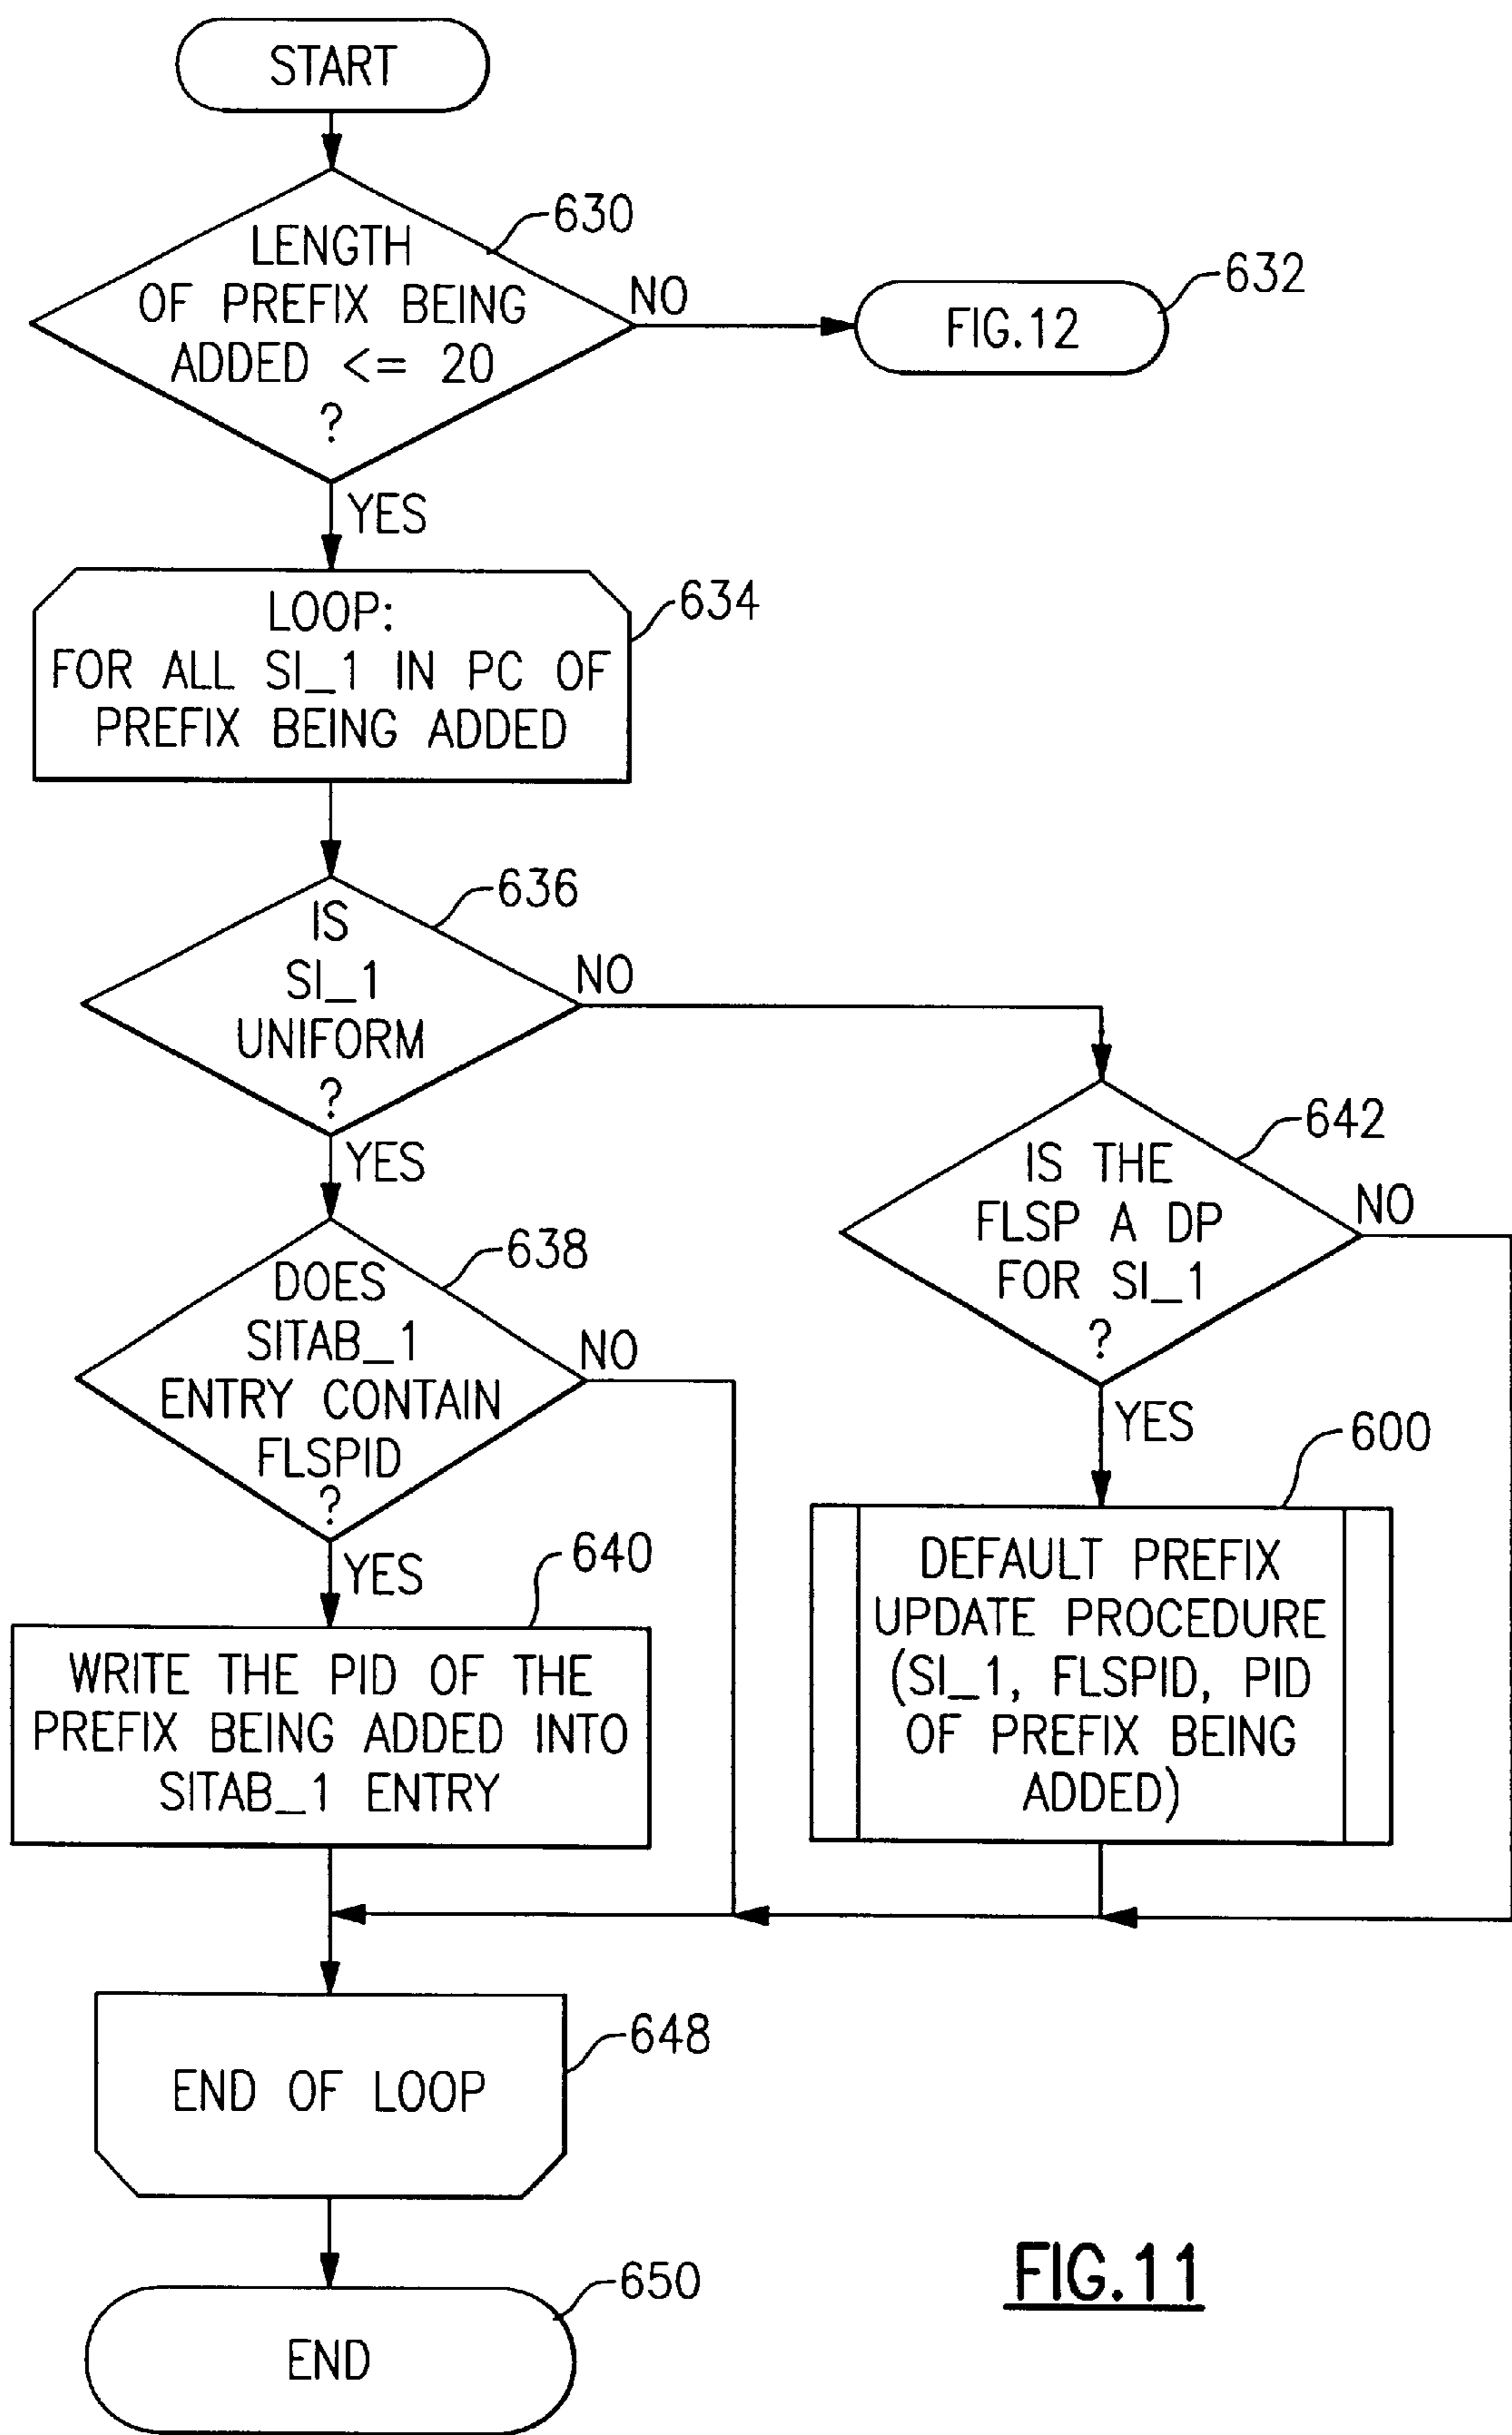 START
630
LENGTH
OF PREFIX BEING
ADDED <= 20
?
NO
FIG.12
632
YES
LOOP:
FOR ALL SI_1 IN PC OF
PREFIX BEING ADDED
634
636
IS
SI_1
UNIFORM
?
NO
YES
642
IS THE
FLSP A DP
FOR SI_1
?
NO
YES
638
DOES
SITAB_1
ENTRY CONTAIN
FLSPID
?
NO
YES
640
WRITE THE PID OF THE
PREFIX BEING ADDED INTO
SITAB_1 ENTRY
600
DEFAULT PREFIX
UPDATE PROCEDURE
(SI_1, FLSPID, PID
OF PREFIX BEING
ADDED)
648
END OF LOOP
650
END
FIG.11